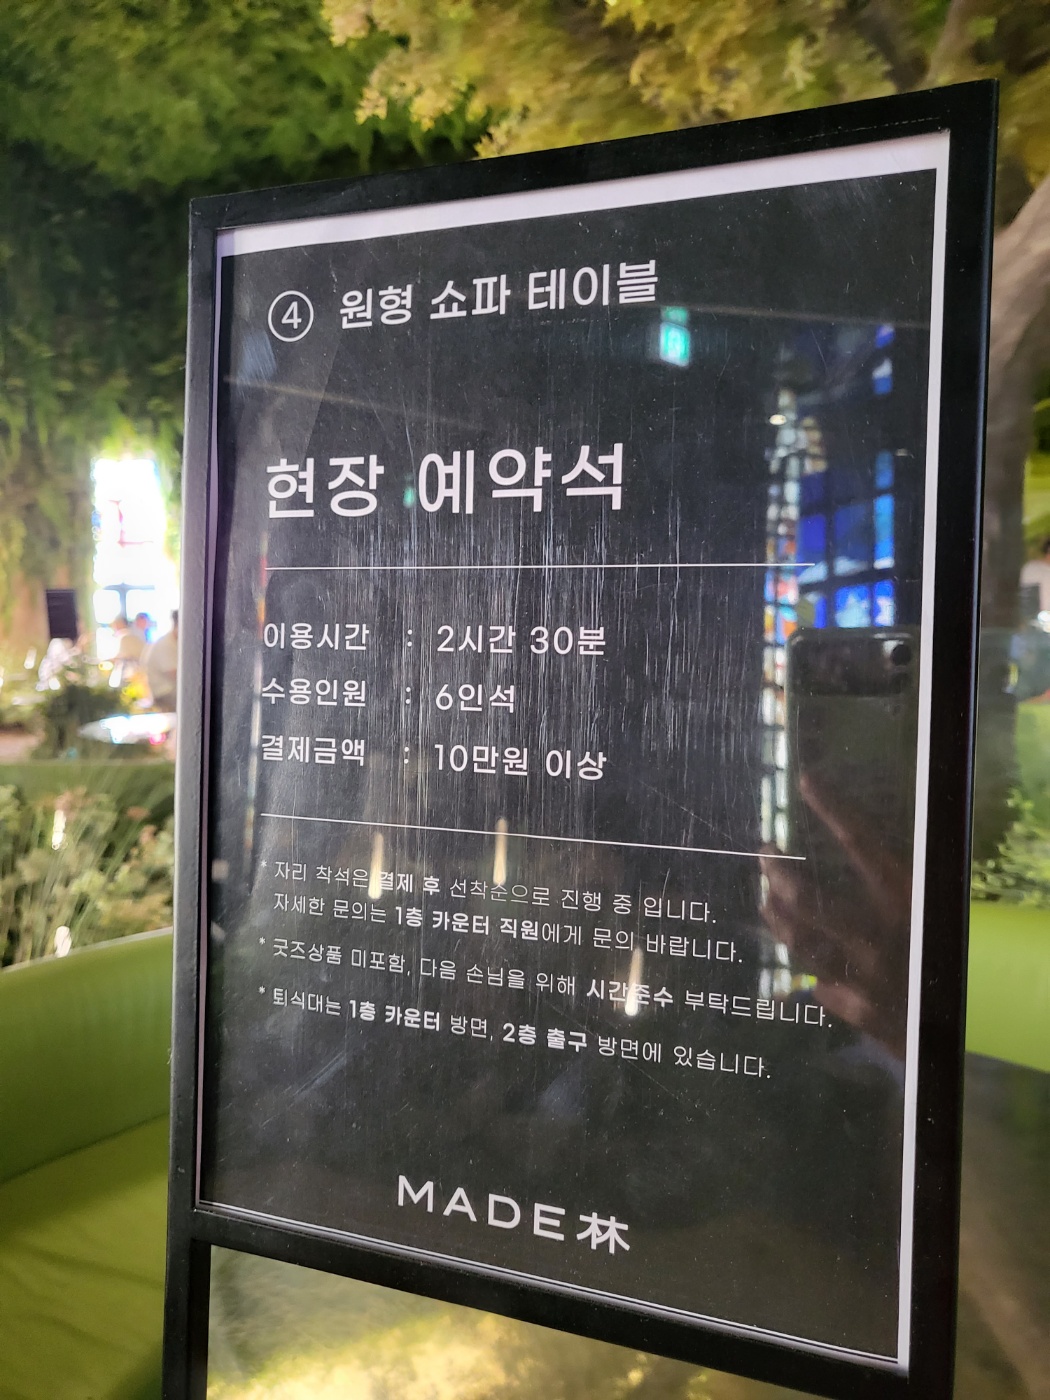 ④ 원형 쇼파 테이블
현장 예약석
이용시간 : 2시간 30분
수용인원 : 6인석
결제금액 : 10만원 이상
* 자리 착석은 결제 후 선착순으로 진행 중 입니다.
자세한 문의는 1층 카운터 직원에게 문의 바랍니다.
* 굿즈상품 미포함, 다음 손님을 위해 시간준수 부탁드립니다.
* 퇴식대는 1층 카운터 방면, 2층 출구 방면에 있습니다.
MADE林